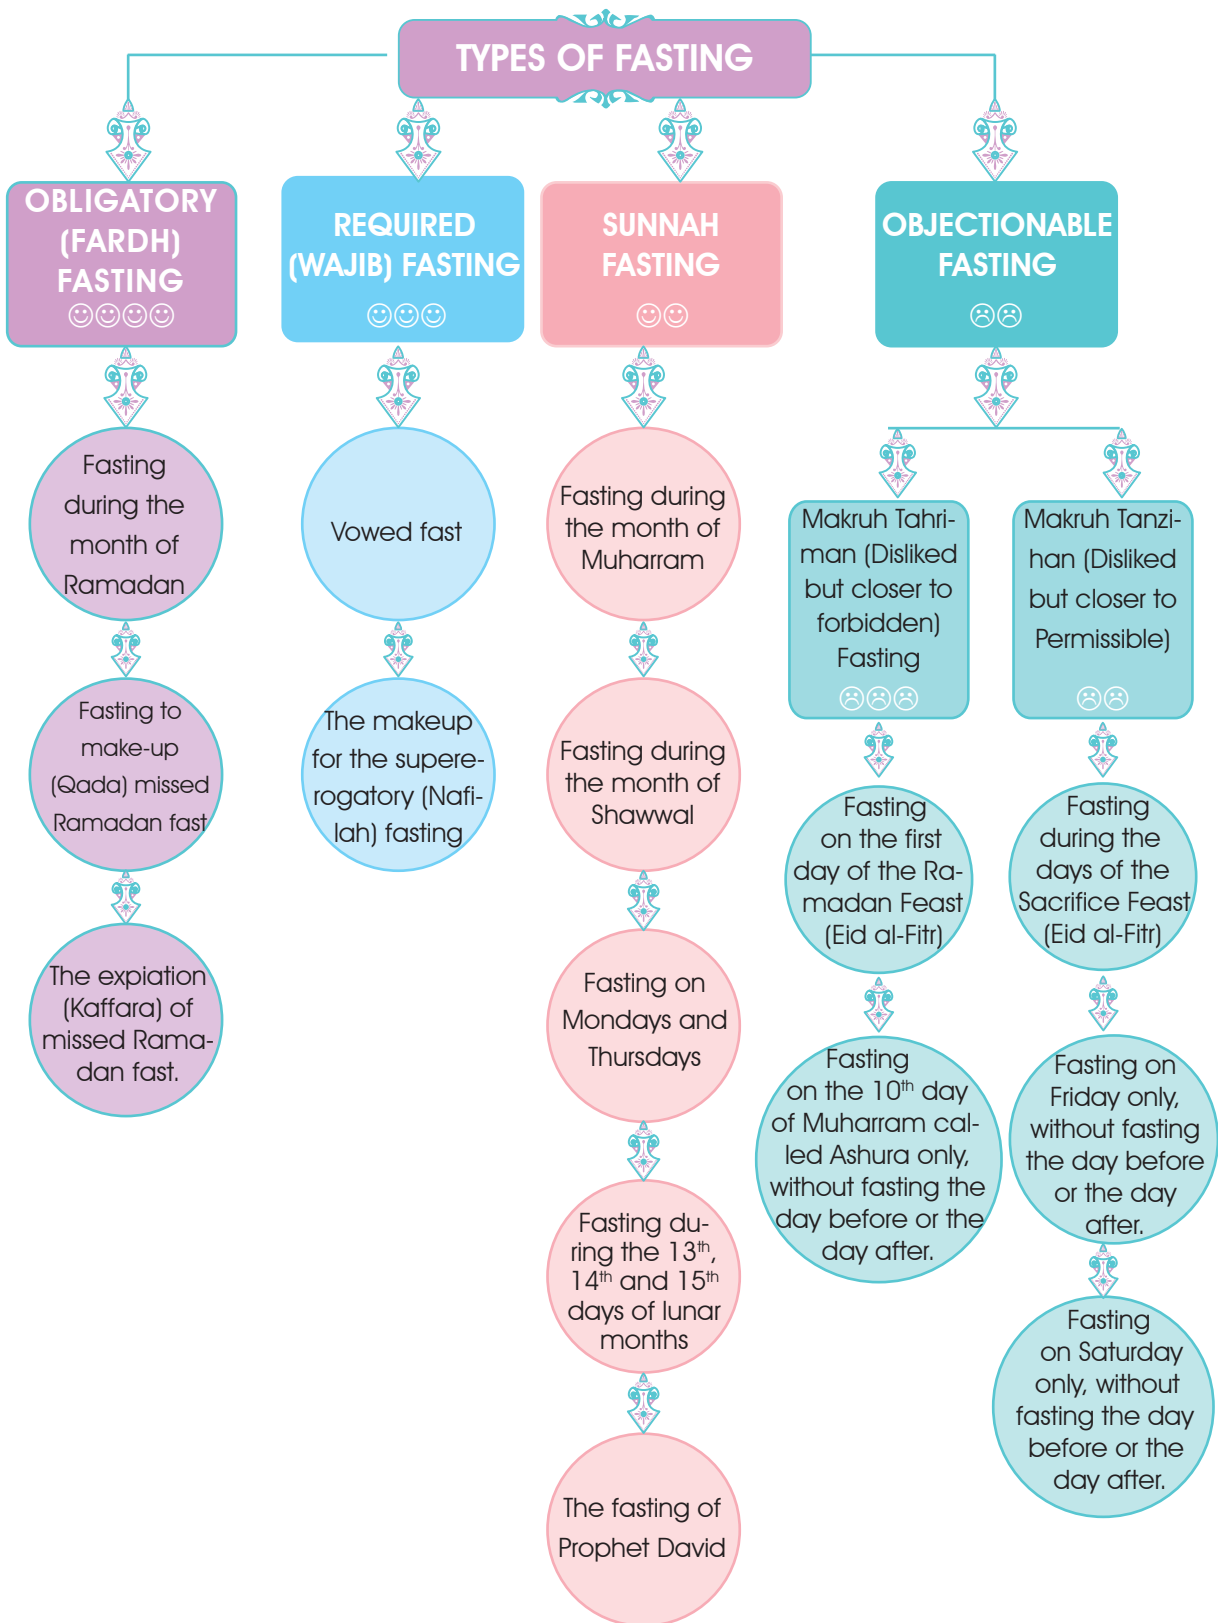 TYPES OF FASTING
OBLIGATORY
(FARDH)
FASTING
Fasting
during the
month of
Ramadan
Fasting to
make-up
(Qada) missed
Ramadan fast
The expiation
(Kaffara) of
missed Rama-
dan fast.
REQUIRED
(WAJIB) FASTING
Vowed fast
The makeup
for the supere-
rogatory (Nafi-
lah) fasting
SUNNAH
FASTING
Fasting during
the month of
Muharram
Fasting during
the month of
Shawwal
Fasting on
Mondays and
Thursdays
Fasting du-
ring the 13th,
14th and 15th
days of lunar
months
The fasting of
Prophet David
OBJECTIONABLE
FASTING
Makruh Tahri-
man (Disliked
but closer to
forbidden)
Fasting
Fasting
on the first
day of the Ra-
madan Feast
(Eid al-Fitr)
Fasting
on the 10th day
of Muharram cal-
led Ashura only,
without fasting the
day before or the
day after.
Makruh Tanzi-
han (Disliked
but closer to
Permissible)
Fasting
during the
days of the
Sacrifice Feast
(Eid al-Fitr)
Fasting on
Friday only,
without fasting
the day before
or the day
after.
Fasting
on Saturday
only, without
fasting the day
before or the
day after.